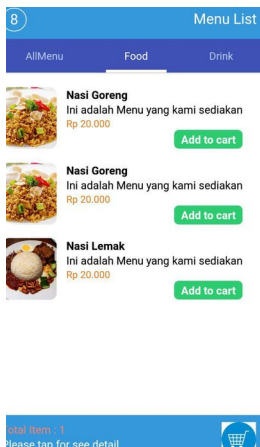 8
Menu List
AllMenu
Food
Drink
Nasi Goreng
Ini adalah Menu yang kami sediakan
Rp 20.000
Add to cart
Nasi Goreng
Ini adalah Menu yang kami sediakan
Rp 20.000
Add to cart
Nasi Lemak
Ini adalah Menu yang kami sediakan
Rp 20.000
Add to cart
Total Item : 1
Please tap for see detail